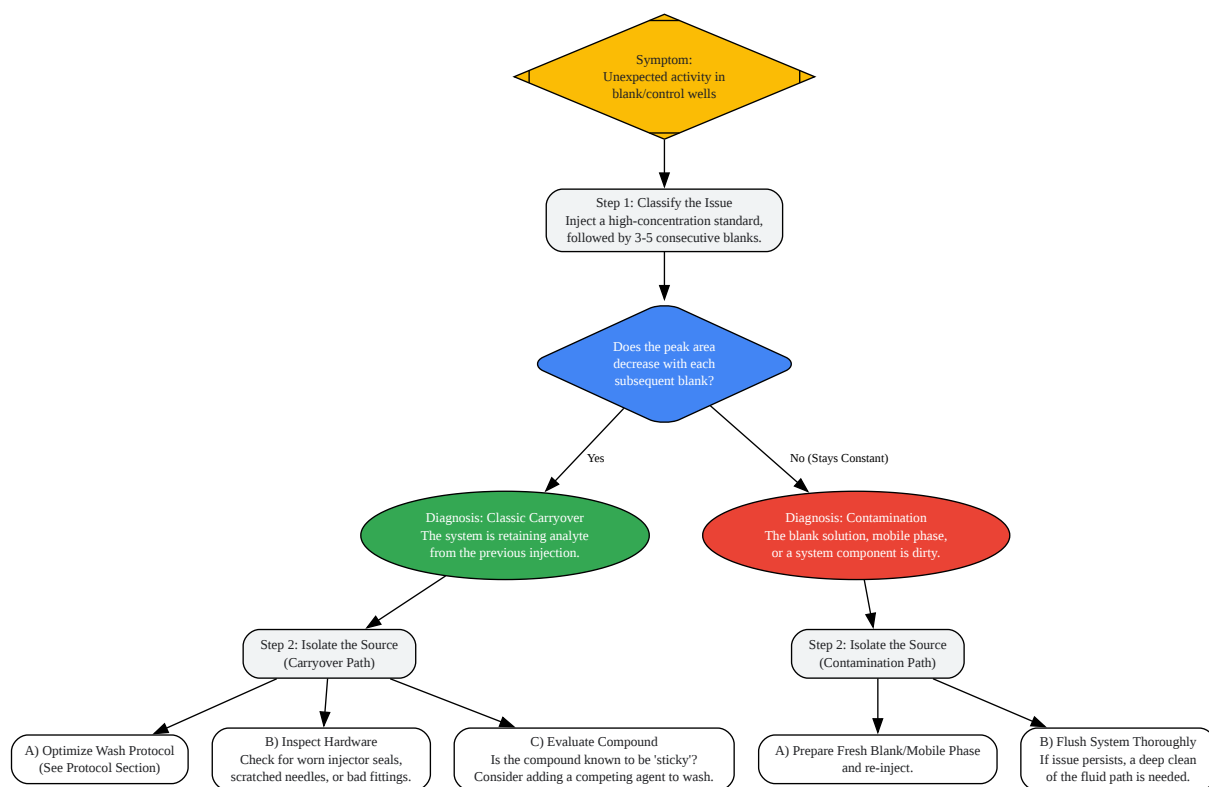 Symptom:
Unexpected activity in
blank/control wells
Step 1: Classify the Issue
Inject a high-concentration standard,
followed by 3-5 consecutive blanks.
Does the peak area
decrease with each
subsequent blank?
Yes
No (Stays Constant)
Diagnosis: Classic Carryover
The system is retaining analyte
from the previous injection.
Diagnosis: Contamination
The blank solution, mobile phase,
or a system component is dirty.
Step 2: Isolate the Source
(Carryover Path)
Step 2: Isolate the Source
(Contamination Path)
A) Optimize Wash Protocol
(See Protocol Section)
B) Inspect Hardware
Check for worn injector seals,
scratched needles, or bad fittings.
C) Evaluate Compound
Is the compound known to be 'sticky'?
Consider adding a competing agent to wash.
A) Prepare Fresh Blank/Mobile Phase
and re-inject.
B) Flush System Thoroughly
If issue persists, a deep clean
of the fluid path is needed.